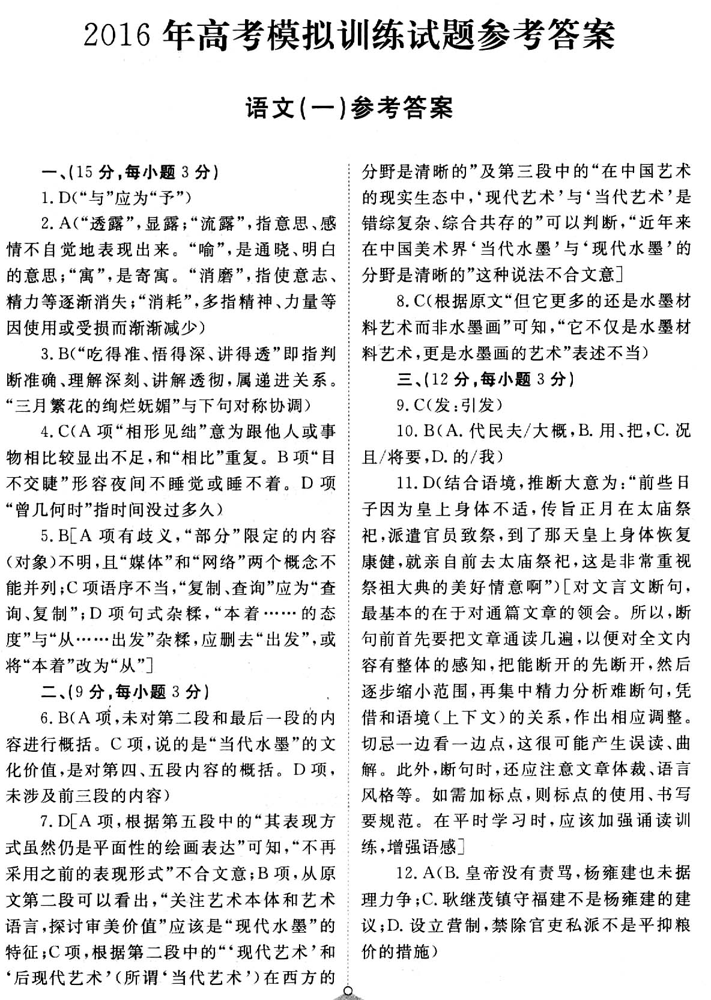 2016年高考模拟训练试题参考答案
语文(一)参考答案
一、(15分,每小题3分)
1.D(“与”应为“予”)
2.A(“透露”,显露;“流露”,指意思、感
情不自觉地表现出来。“喻”,是通晓、明白
的意思;“寓”,是寄寓。“消磨”,指使意志、
精力等逐渐消失;“消耗”,多指精神、力量等
因使用或受损而渐渐减少)
3.B(“吃得准、悟得深、讲得透”即指判
断准确、理解深刻、讲解透彻,属递进关系。
“三月繁花的绚烂妩媚”与下句对称协调)
4.C(A项“相形见绌”意为跟他人或事
物相比较显出不足,和“相比”重复。B项“目
不交睫”形容夜间不睡觉或睡不着。D项
“曾几何时”指时间没过多久)
5.B[A项有歧义,“部分”限定的内容
(对象)不明,且“媒体”和“网络”两个概念不
能并列;C项语序不当,“复制、查询”应为“查
询、复制”;D项句式杂糅,“本着……的态
度”与“从……出发”杂糅,应删去“出发”,或
将“本着”改为“从”]
二、(9分,每小题3分)
6.B(A项,未对第二段和最后一段的内
容进行概括。C项,说的是“当代水墨”的文
化价值,是对第四、五段内容的概括。D项,
未涉及前三段的内容)
7.D[A项,根据第五段中的“其表现方
式虽然仍是平面性的绘画表达”可知,“不再
采用之前的表现形式”不合文意;B项,从原
文第二段可以看出,“关注艺术本体和艺术
语言,探讨审美价值”应该是“现代水墨”的
特征;C项,根据第二段中的“‘现代艺术’和
‘后现代艺术’(所谓‘当代艺术’)在西方的
分野是清晰的”及第三段中的“在中国艺术
的现实生态中,‘现代艺术’与‘当代艺术’是
错综复杂、综合共存的”可以判断,“近年来
在中国美术界‘当代水墨’与‘现代水墨’的
分野是清晰的”这种说法不合文意]
8.C(根据原文“但它更多的还是水墨材
料艺术而非水墨画”可知,“它不仅是水墨材
料艺术,更是水墨画的艺术”表述不当)
三、(12分,每小题3分)
9.C(发:引发)
10.B(A.代民夫/大概,B.用、把,C.况
且/将要,D.的/我)
11.D(结合语境,推断大意为:“前些日
子因为皇上身体不适,传旨正月在太庙祭
祀,派遣官员致祭,到了那天皇上身体恢复
康健,就亲自前去太庙祭祀,这是非常重视
祭祖大典的美好情意啊”)[对文言文断句,
最基本的在于对通篇文章的领会。所以,断
句前首先要把文章通读几遍,以便对全文内
容有整体的感知,把能断开的先断开,然后
逐步缩小范围,再集中精力分析难断句,凭
借和语境(上下文)的关系,作出相应调整。
切忌一边看一边点,这很可能产生误读、曲
解。此外,断句时,还应注意文章体裁、语言
风格等。如需加标点,则标点的使用、书写
要规范。在平时学习时,应该加强诵读训
练,增强语感]
12.A(B.皇帝没有责骂,杨雍建也未据
理力争;C.耿继茂镇守福建不是杨雍建的建
议;D.设立营制,禁除官吏私派不是平抑粮
价的措施)